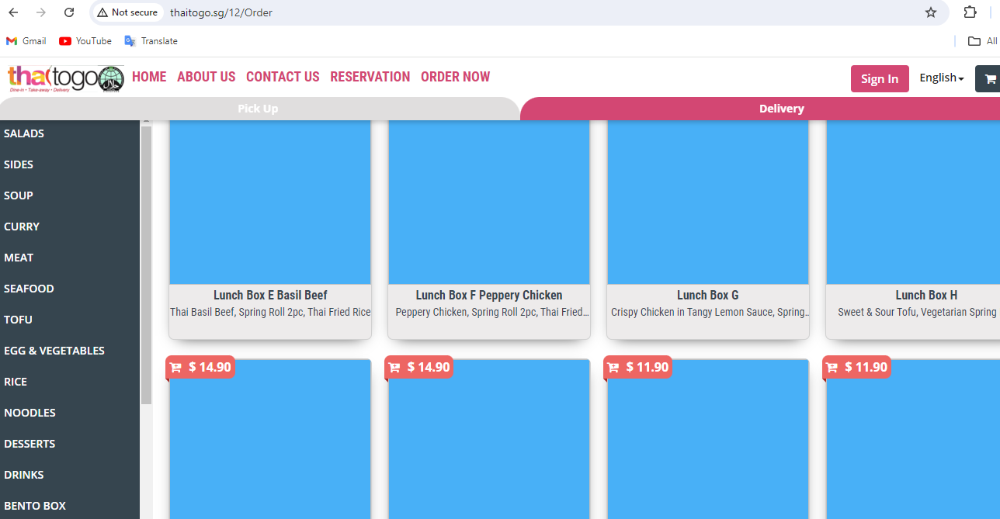 Not secure thaitogo.sg/12/Order
Gmail YouTube Translate All
thaitogo HOME ABOUT US CONTACT US RESERVATION ORDER NOW Sign In English
Dine-in • Take-away • Delivery
Pick Up Delivery
SALADS
SIDES
SOUP
CURRY
MEAT
SEAFOOD
TOFU
EGG & VEGETABLES
RICE
NOODLES
DESSERTS
DRINKS
BENTO BOX
Lunch Box E Basil Beef
Thai Basil Beef, Spring Roll 2pc, Thai Fried Rice
Lunch Box F Peppery Chicken
Peppery Chicken, Spring Roll 2pc, Thai Fried...
Lunch Box G
Crispy Chicken in Tangy Lemon Sauce, Spring..
Lunch Box H
Sweet & Sour Tofu, Vegetarian Spring
$ 14.90
$ 14.90
$ 11.90
$ 11.90